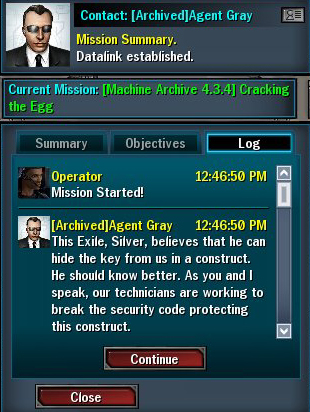 Contact: [Archived]Agent Gray
Mission Summary.
Datalink established.
Current Mission: [Machine Archive 4.3.4] Cracking
the Egg
Summary
Objectives
Log
Operator 12:46:50 PM
Mission Started!
[Archived]Agent Gray 12:46:50 PM
This Exile, Silver, believes that he can
hide the key from us in a construct.
He should know better. As you and I
speak, our technicians are working to
break the security code protecting
this construct.
Continue
Close